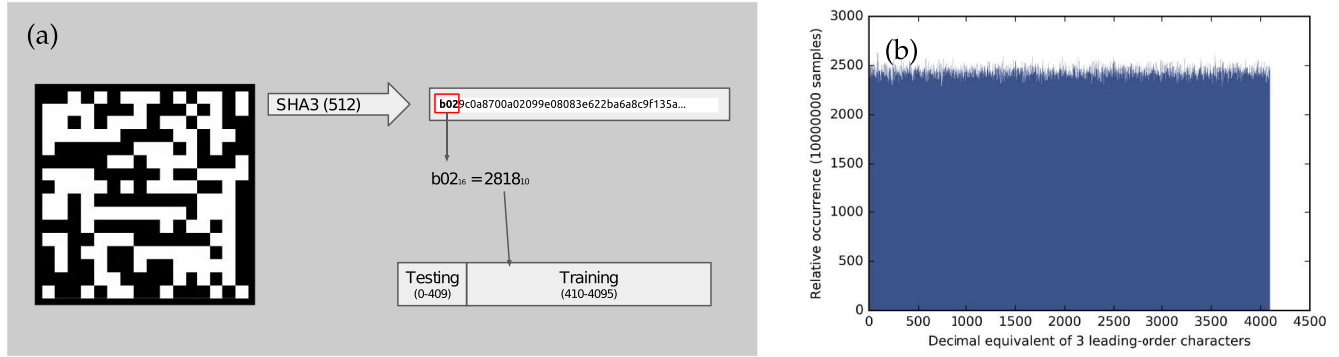 (a)
SHA3 (512)
b029c0a8700a02099e08083e622ba6a8c9f135a...
b02₁₆ = 2818₁₀
Testing
(0-409)
Training
(410-4095)
(b)
Relative occurrence (10000000 samples)
3000
2500
2000
1500
1000
500
0
0 500 1000 1500 2000 2500 3000 3500 4000 4500
Decimal equivalent of 3 leading-order characters